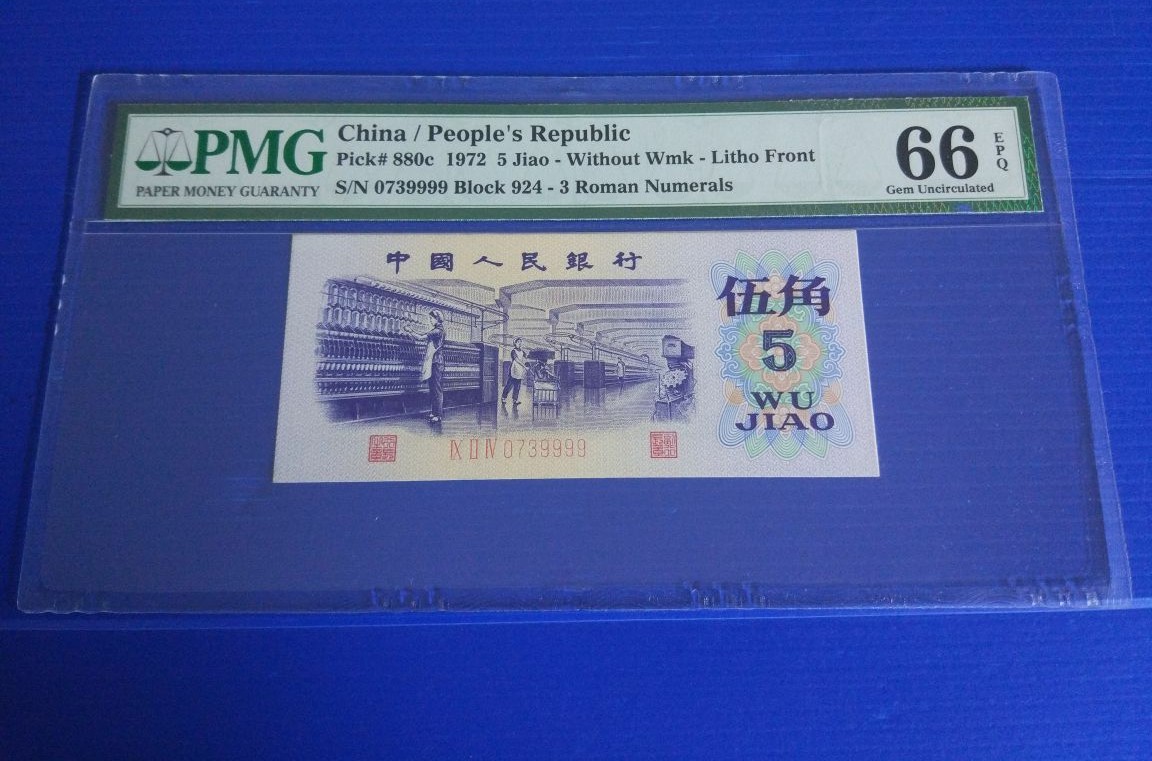 PMG
PAPER MONEY GUARANTY
China / People's Republic
Pick# 880c 1972 5 Jiao - Without Wmk - Litho Front
S/N 0739999 Block 924 - 3 Roman Numerals
66
EPQ
Gem Uncirculated
中國人民銀行
伍角
5
WU
JIAO
IX II IV 0739999